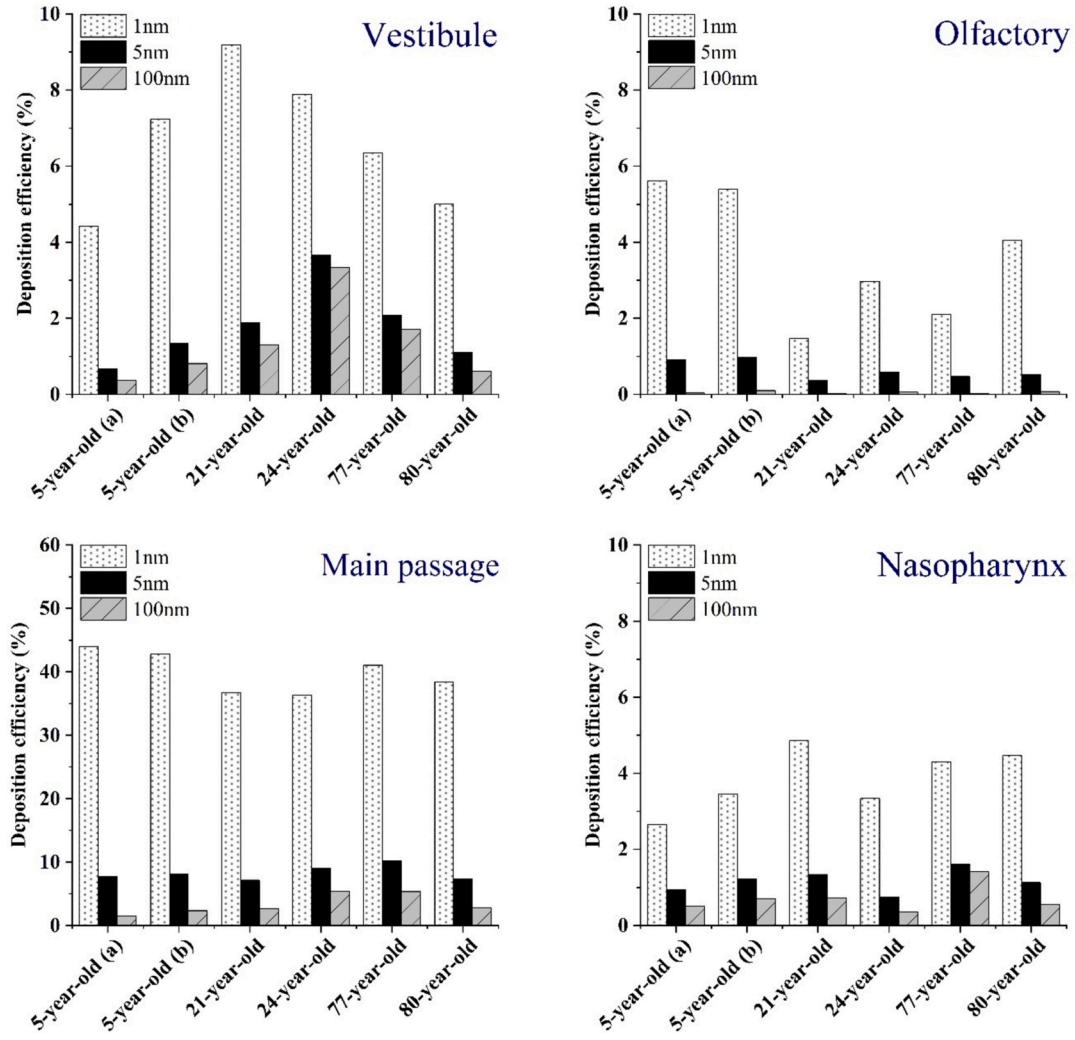 Vestibule
1nm
5nm
100nm
Deposition efficiency (%)
10
8
6
4
2
0
5-year-old (a)
5-year-old (b)
21-year-old
24-year-old
77-year-old
80-year-old
Olfactory
1nm
5nm
100nm
Deposition efficiency (%)
10
8
6
4
2
0
5-year-old (a)
5-year-old (b)
21-year-old
24-year-old
77-year-old
80-year-old
Main passage
1nm
5nm
100nm
Deposition efficiency (%)
60
50
40
30
20
10
0
5-year-old (a)
5-year-old (b)
21-year-old
24-year-old
77-year-old
80-year-old
Nasopharynx
1nm
5nm
100nm
Deposition efficiency (%)
10
8
6
4
2
0
5-year-old (a)
5-year-old (b)
21-year-old
24-year-old
77-year-old
80-year-old